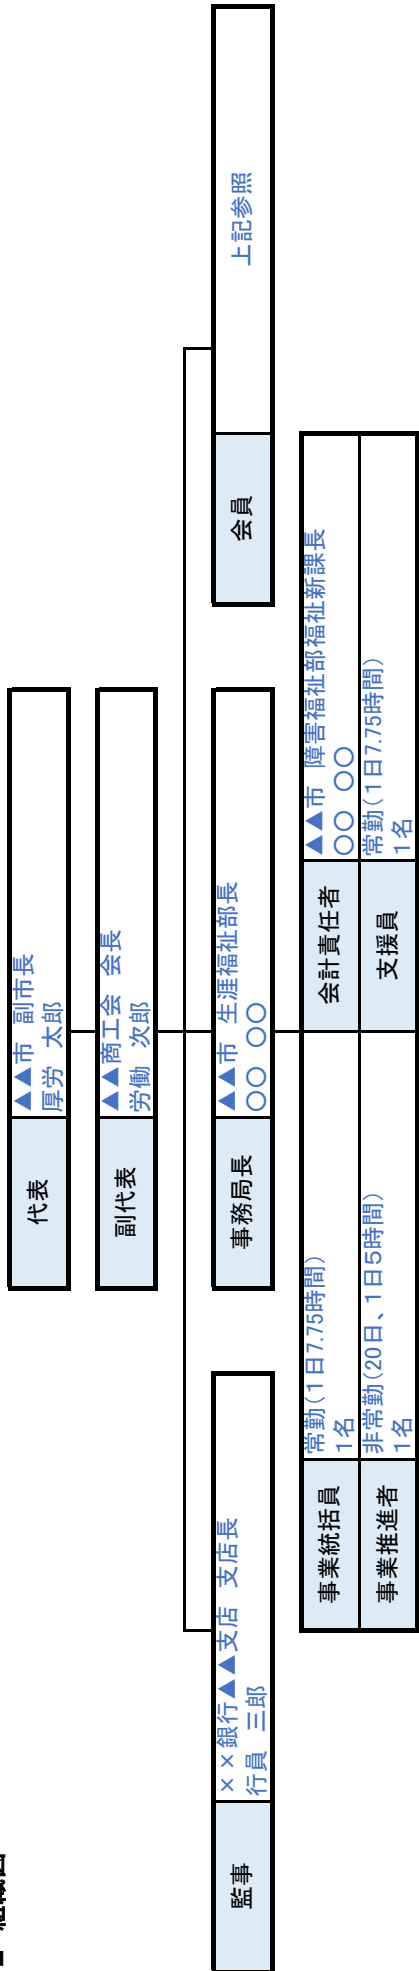 代表
▲▲市　副市長
厚労　太郎
副代表
▲▲商工会　会長
労働　次郎
監事
××銀行▲▲支店　支店長
行員　三郎
事務局長
▲▲市　生涯福祉部長
○○　○○
会員
上記参照
事業統括員
常勤(1日7.75時間)
1名
会計責任者
▲▲市　障害福祉部福祉新課長
○○　○○
事業推進者
非常勤(20日、1日5時間)
1名
支援員
常勤(1日7.75時間)
1名